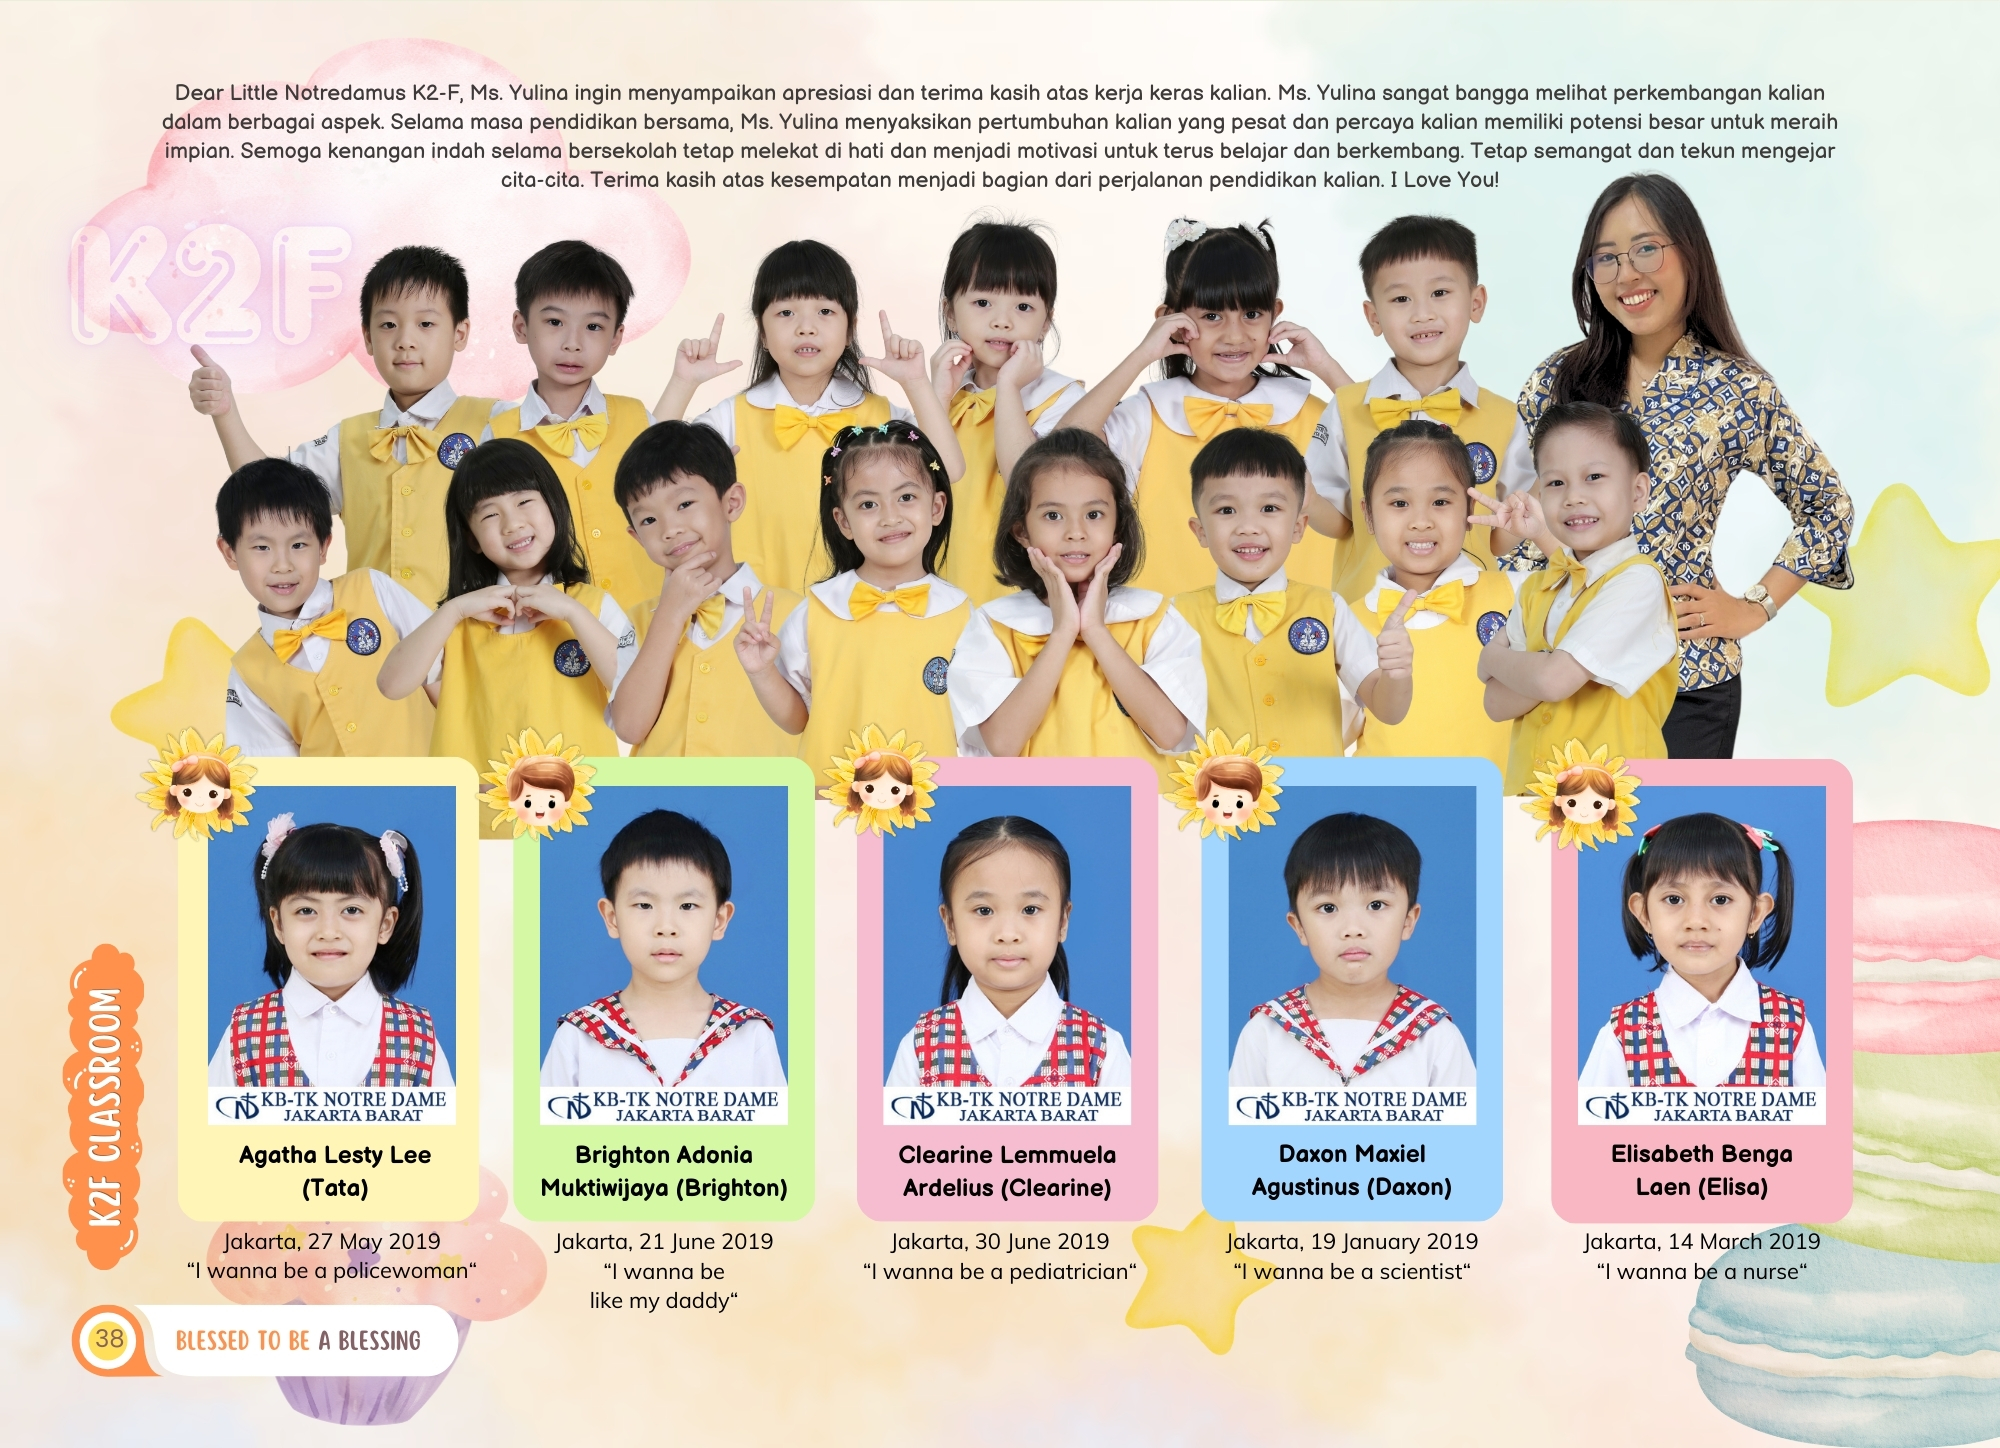 Dear Little Notredamus K2-F, Ms. Yulina ingin menyampaikan apresiasi dan terima kasih atas kerja keras kalian. Ms. Yulina sangat bangga melihat perkembangan kalian
dalam berbagai aspek. Selama masa pendidikan bersama, Ms. Yulina menyaksikan pertumbuhan kalian yang pesat dan percaya kalian memiliki potensi besar untuk meraih
impian. Semoga kenangan indah selama bersekolah tetap melekat di hati dan menjadi motivasi untuk terus belajar dan berkembang. Tetap semangat dan tekun mengejar
cita-cita. Terima kasih atas kesempatan menjadi bagian dari perjalanan pendidikan kalian. I Love You!
K2F
KB-TK NOTRE DAME
JAKARTA BARAT
Agatha Lesty Lee
(Tata)
Jakarta, 27 May 2019
“I wanna be a policewoman“
KB-TK NOTRE DAME
JAKARTA BARAT
Brighton Adonia
Muktiwijaya (Brighton)
Jakarta, 21 June 2019
“I wanna be
like my daddy“
KB-TK NOTRE DAME
JAKARTA BARAT
Clearine Lemmuela
Ardelius (Clearine)
Jakarta, 30 June 2019
“I wanna be a pediatrician“
KB-TK NOTRE DAME
JAKARTA BARAT
Daxon Maxiel
Agustinus (Daxon)
Jakarta, 19 January 2019
“I wanna be a scientist“
KB-TK NOTRE DAME
JAKARTA BARAT
Elisabeth Benga
Laen (Elisa)
Jakarta, 14 March 2019
“I wanna be a nurse“
K2F CLASSROOM
38
BLESSED TO BE A BLESSING